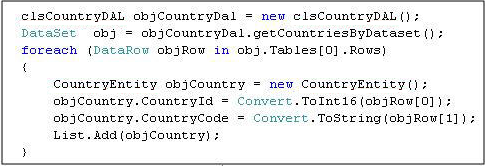 clsCountryDAL objCountryDal = new clsCountryDAL();
DataSet  obj = objCountryDal.getCountriesByDataset();
foreach (DataRow objRow in obj.Tables[0].Rows)
{
    CountryEntity objCountry = new CountryEntity();
    objCountry.CountryId = Convert.ToInt16(objRow[0]);
    objCountry.CountryCode = Convert.ToString(objRow[1]);
    List.Add(objCountry);
}